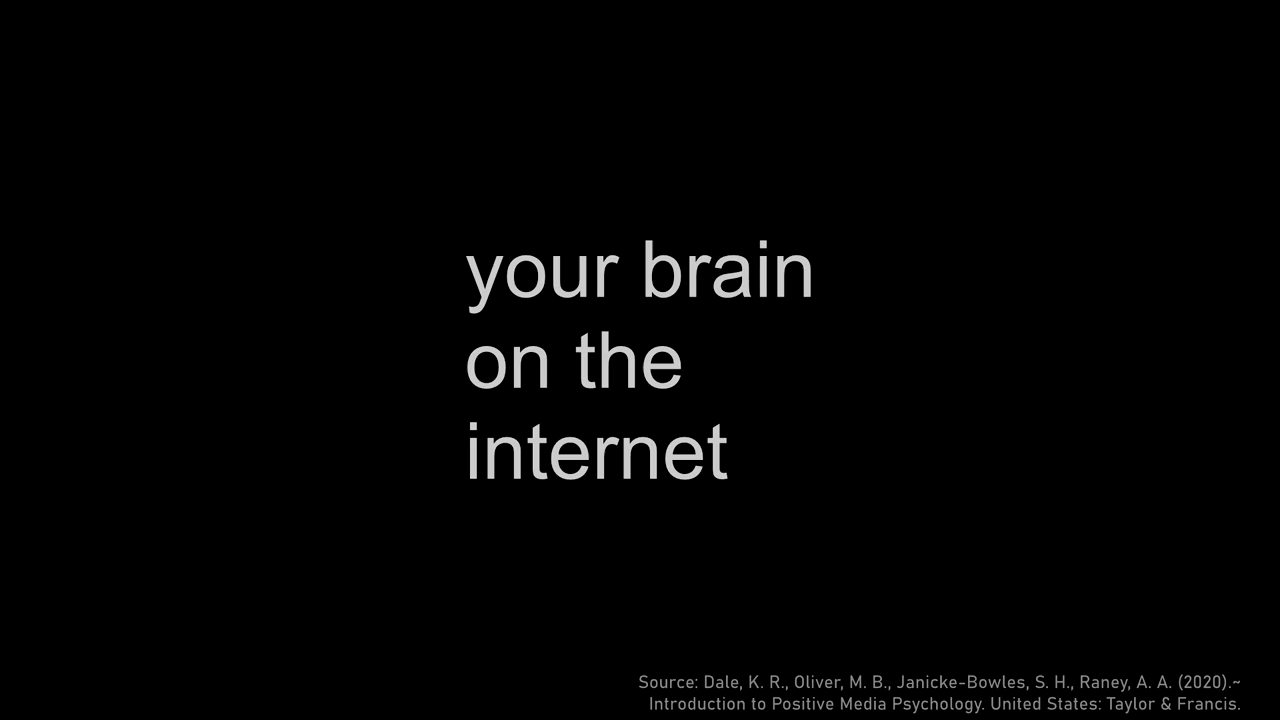 your brain
on the
internet
Source: Dale, K. R., Oliver, M. B., Janicke-Bowles, S. H., Raney, A. A. (2020).~
Introduction to Positive Media Psychology. United States: Taylor & Francis.